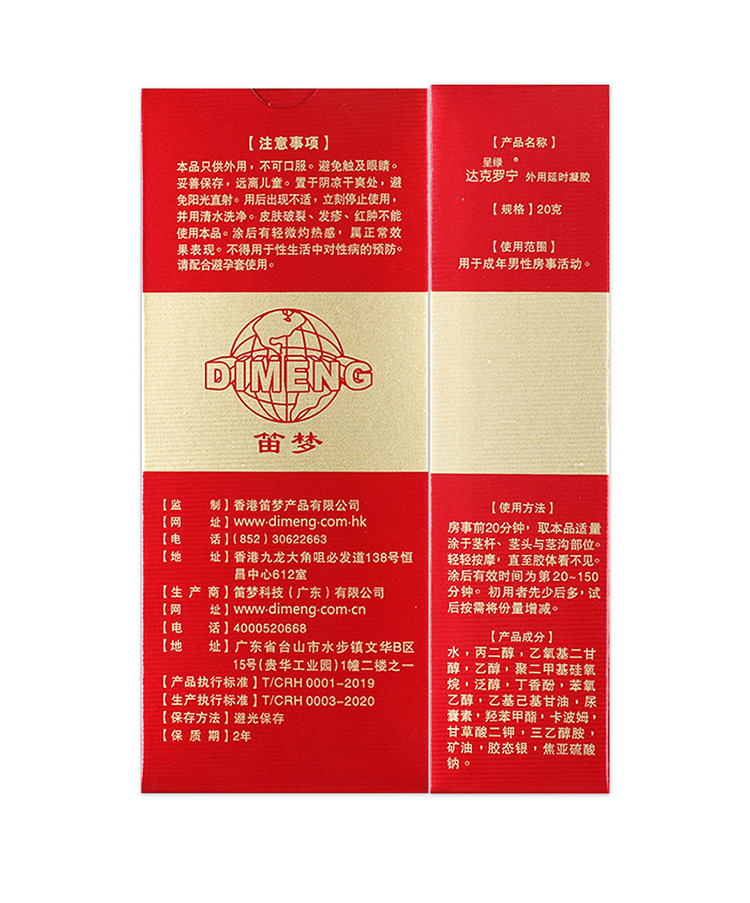 【注意事项】
本品只供外用，不可口服。避免触及眼睛。
妥善保存，远离儿童。置于阴凉干爽处，避
免阳光直射。用后出现不适，立刻停止使用，
并用清水洗净。皮肤破裂、发疹、红肿不能
使用本品。涂后有轻微灼热感，属正常效
果表现。不得用于性生活中对性病的预防。
请配合避孕套使用。
DIMENG
笛梦
【监制】香港笛梦产品有限公司
【网址】www·dimeng·com·hk
【电话】(852) 30622663
【地址】香港九龙大角咀必发道138号恒
昌中心612室
【生产商】笛梦科技（广东）有限公司
【网址】www·dimeng·com·cn
【电话】4000520668
【地址】广东省台山市水步镇文华B区
15号(贵华工业园)1幢二楼之一
【产品执行标准】T/CRH 0001-2019
【生产执行标准】T/CRH 0003-2020
【保存方法】避光保存
【保质期】2年
【产品名称】
呈绿®
达克罗宁 外用延时凝胶
【规格】20克
【使用范围】
用于成年男性房事活动。
【使用方法】
房事前20分钟，取本品适量
涂于茎杆、茎头与茎沟部位。
轻轻按摩，直至胶体看不见。
涂后有效时间为第20~150
分钟。初用者先少后多，试
后按需将份量增减。
【产品成分】
水，丙二醇，乙氧基二甘
醇，乙醇，聚二甲基硅氧
烷，泛醇，丁香酚，苯氧
乙醇，乙基己基甘油，尿
囊素，羟苯甲酯，卡波姆，
甘草酸二钾，三乙醇胺，
矿油，胶态银，焦亚硫酸
钠。